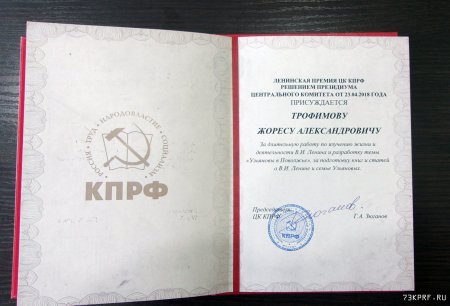 РОССИЯ · ТРУД · НАРОДОВЛАСТИЕ · СОЦИАЛИЗМ
КПРФ
ЛЕНИНСКАЯ ПРЕМИЯ ЦК КПРФ
РЕШЕНИЕМ ПРЕЗИДИУМА
ЦЕНТРАЛЬНОГО КОМИТЕТА ОТ 23.04.2018 ГОДА
ПРИСУЖДАЕТСЯ
ТРОФИМОВУ
ЖОРЕСУ АЛЕКСАНДРОВИЧУ
За длительную работу по изучению жизни и
деятельности В.И. Ленина и разработку темы
«Ульяновы в Поволжье», за подготовку книг и статей
о В.И. Ленине и семье Ульяновых.
Председатель
ЦК КПРФ
Г.А. Зюганов
КПРФ
73KPRF.RU